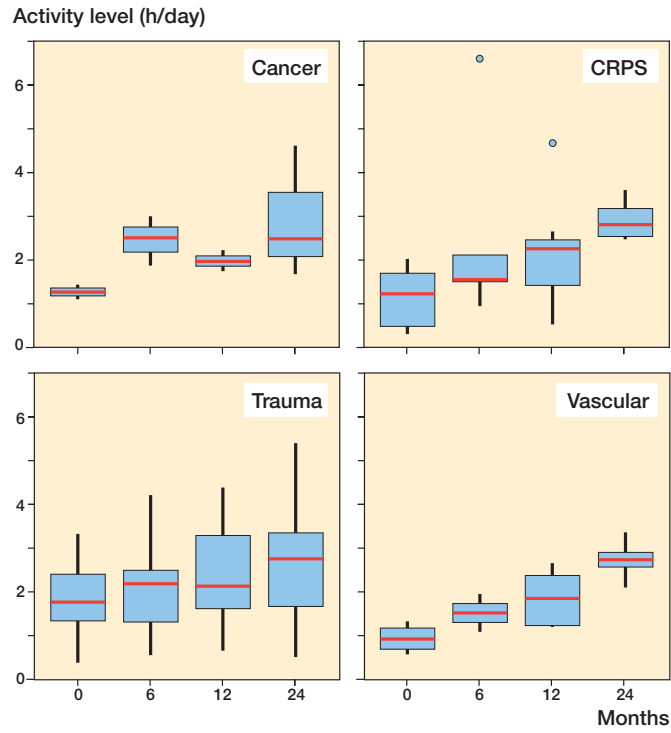 Activity level (h/day)
Cancer
CRPS
6
4
2
0
Trauma
Vascular
6
4
2
0
0 6 12 24
0 6 12 24
Months